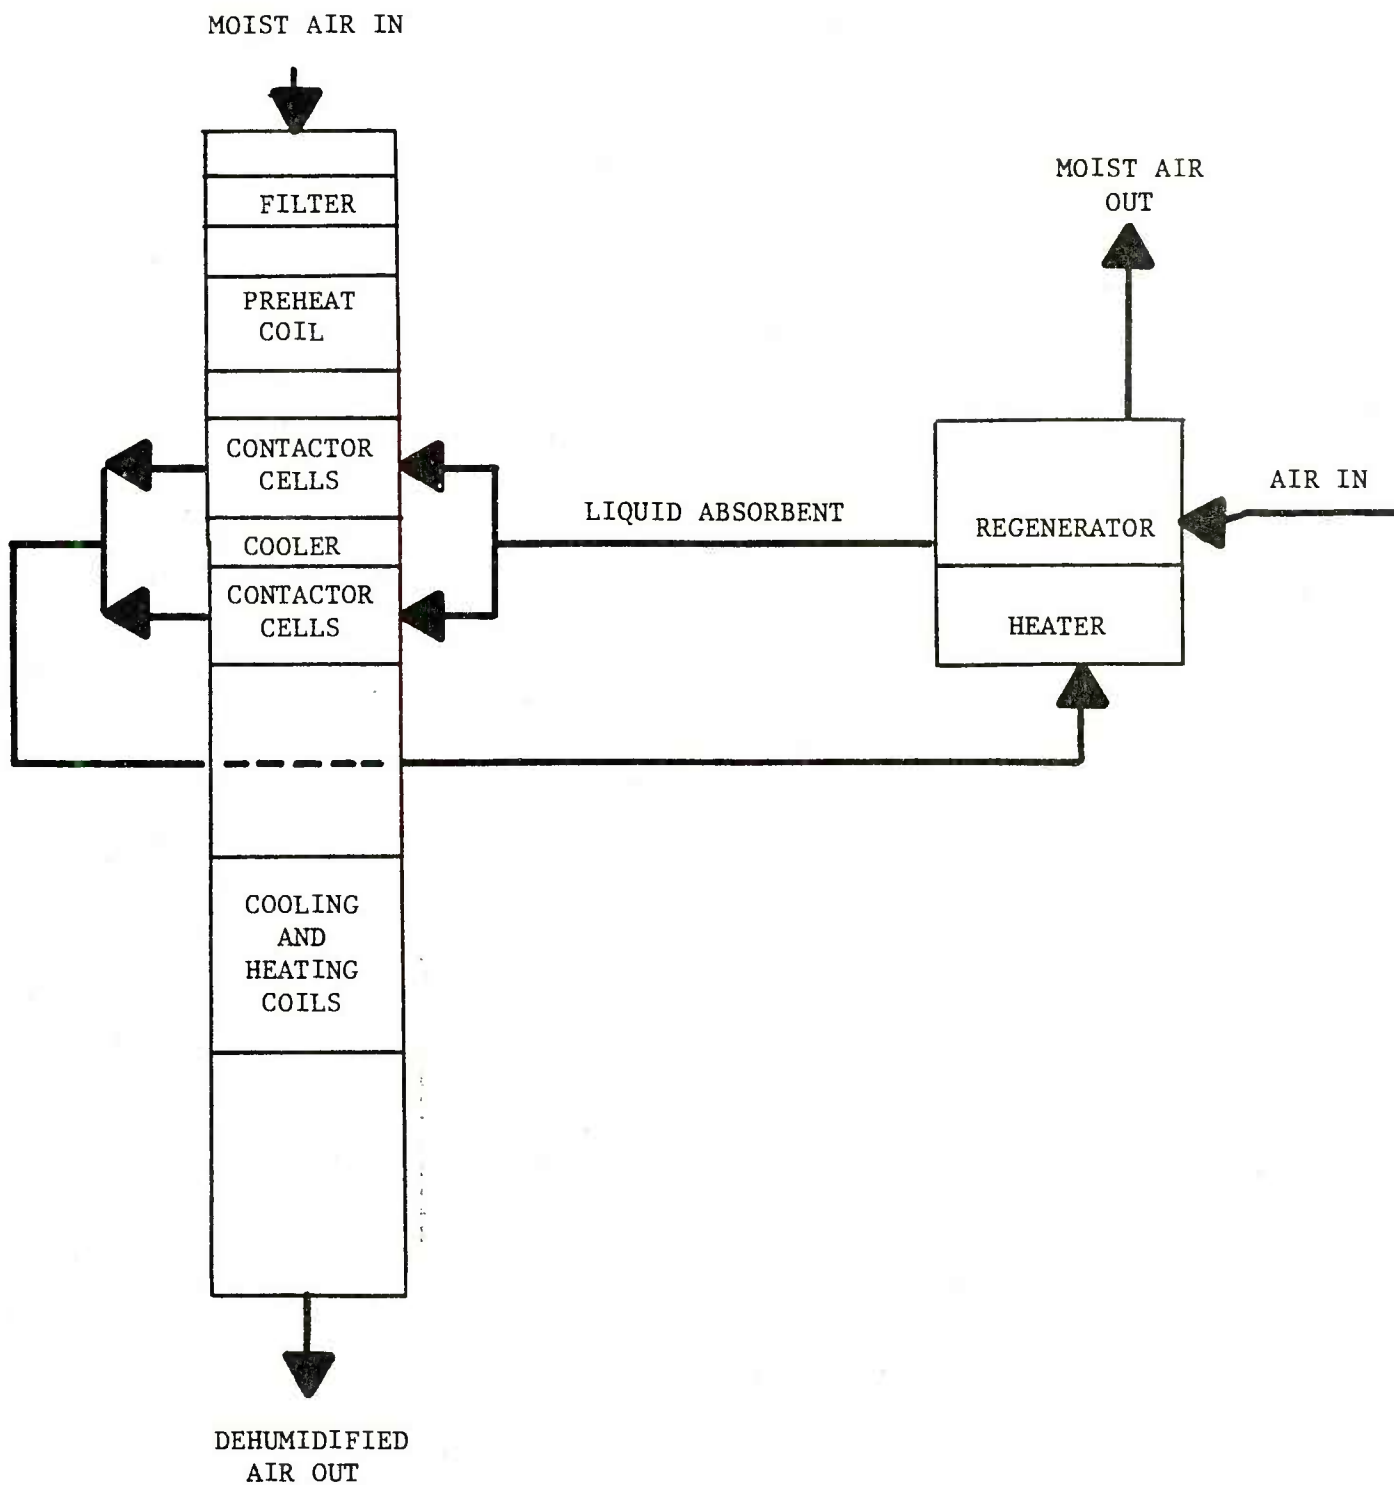 MOIST AIR IN
MOIST AIR
OUT
FILTER
PREHEAT
COIL
CONTACTOR
CELLS
COOLER
CONTACTOR
CELLS
LIQUID ABSORBENT
AIR IN
REGENERATOR
HEATER
COOLING
AND
HEATING
COILS
DEHUMIDIFIED
AIR OUT